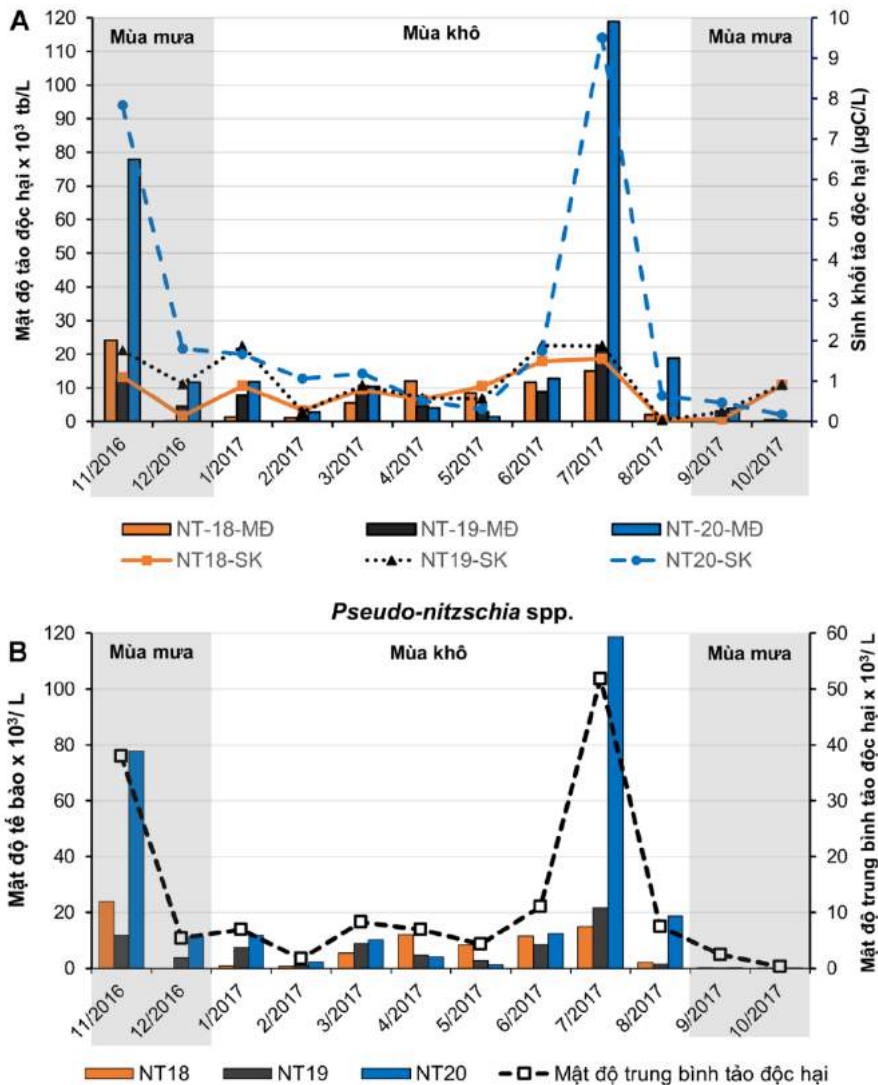 A
Mùa mưa
Mùa khô
Mùa mưa
Mật độ tảo độc hại x 10³ tb/L
120
110
100
90
80
70
60
50
40
30
20
10
0
10
9
8
7
6
5
4
3
2
1
0
Sinh khối tảo độc hại (µgC/L)
11/2016
12/2016
1/2017
2/2017
3/2017
4/2017
5/2017
6/2017
7/2017
8/2017
9/2017
10/2017
NT-18-MĐ
NT-19-MĐ
NT-20-MĐ
NT18-SK
NT19-SK
NT20-SK
Pseudo-nitzschia spp.
B
Mùa mưa
Mùa khô
Mùa mưa
Mật độ tế bào x 10³/ L
120
100
80
60
40
20
0
60
50
40
30
20
10
0
Mật độ trung bình tảo độc hại x 10³/L
11/2016
12/2016
1/2017
2/2017
3/2017
4/2017
5/2017
6/2017
7/2017
8/2017
9/2017
10/2017
NT18
NT19
NT20
Mật độ trung bình tảo độc hại